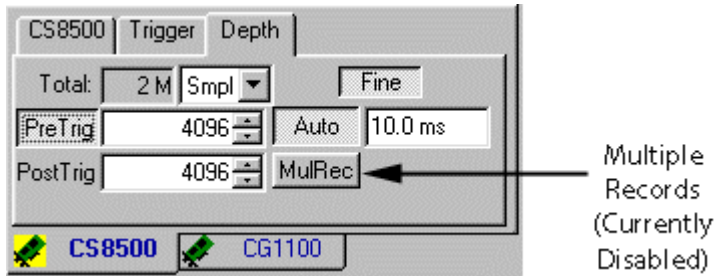 CS8500 Trigger Depth
Total: 2 M Smpl Fine
PreTrig 4096 Auto 10.0 ms
PostTrig 4096 MulRec
CS8500 CG1100
Multiple
Records
(Currently
Disabled)